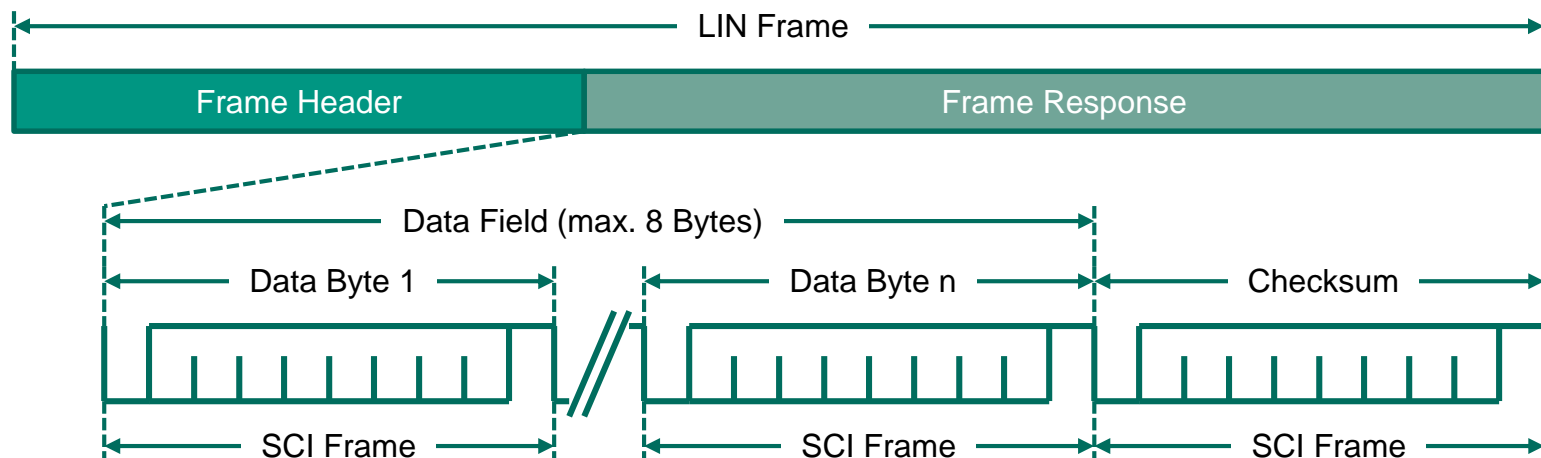 LIN Frame
Frame Header Frame Response
Data Field (max. 8 Bytes)
Data Byte 1 Data Byte n Checksum
SCI Frame SCI Frame SCI Frame